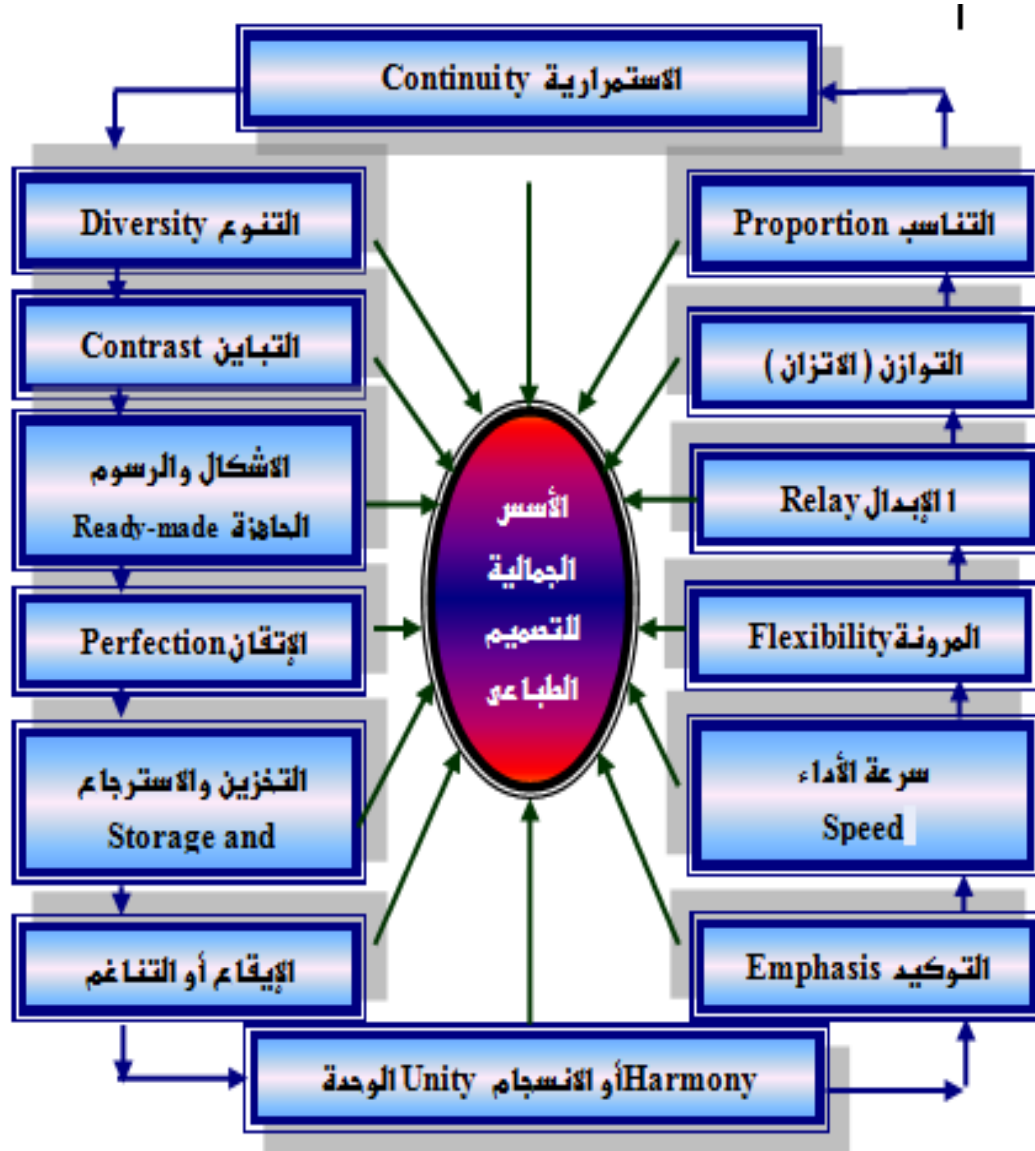 الاستمرارية Continuity
التناسب Proportion
التوازن ( الاتزان )
ا الإبدال Relay
المرونة Flexibility
سرعة الأداء
Speed
التوكيد Emphasis
التنوع Diversity
التباين Contrast
الاشكال والرسوم
الجاهزة Ready-made
الإتقان Perfection
التخزين والاسترجاع
Storage and
الإيقاع أو التناغم
الأسس
الجمالية
للتصميم
الطباعى
الوحدة Unity أو الانسجام Harmony